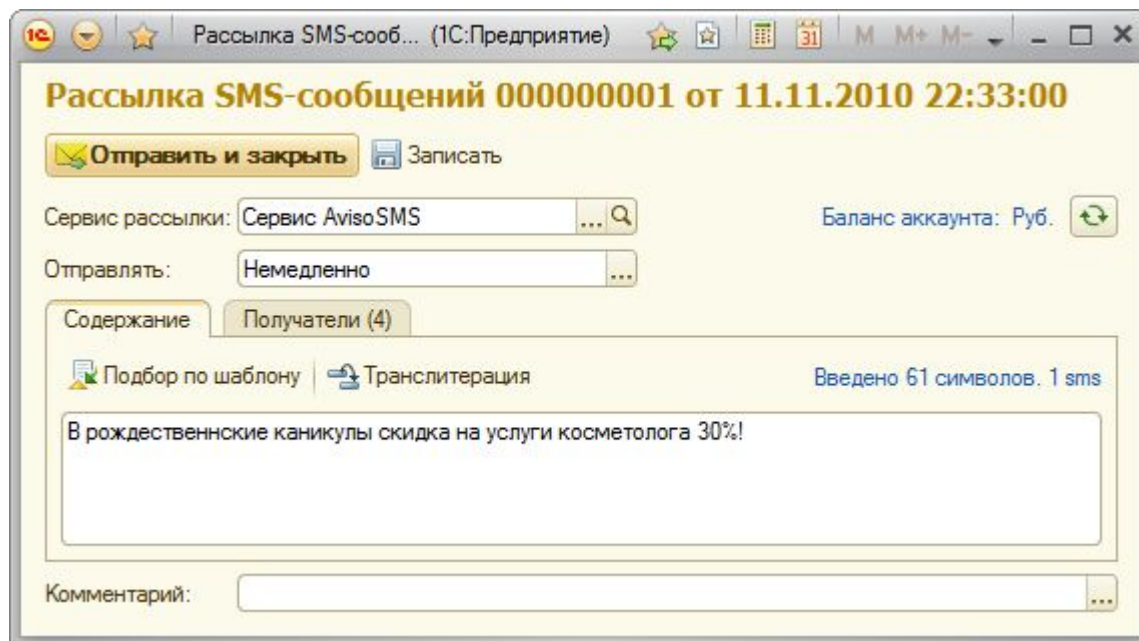 1С Рассылка SMS-сооб... (1С:Предприятие) 31 M M+ M-
Рассылка SMS-сообщений 000000001 от 11.11.2010 22:33:00
Отправить и закрыть Записать
Сервис рассылки: Сервис AvisoSMS ... Баланс аккаунта: Руб.
Отправлять: Немедленно ...
Содержание Получатели (4)
Подбор по шаблону Транслитерация Введено 61 символов. 1 sms
В рождественнские каникулы скидка на услуги косметолога 30%!
Комментарий: ...